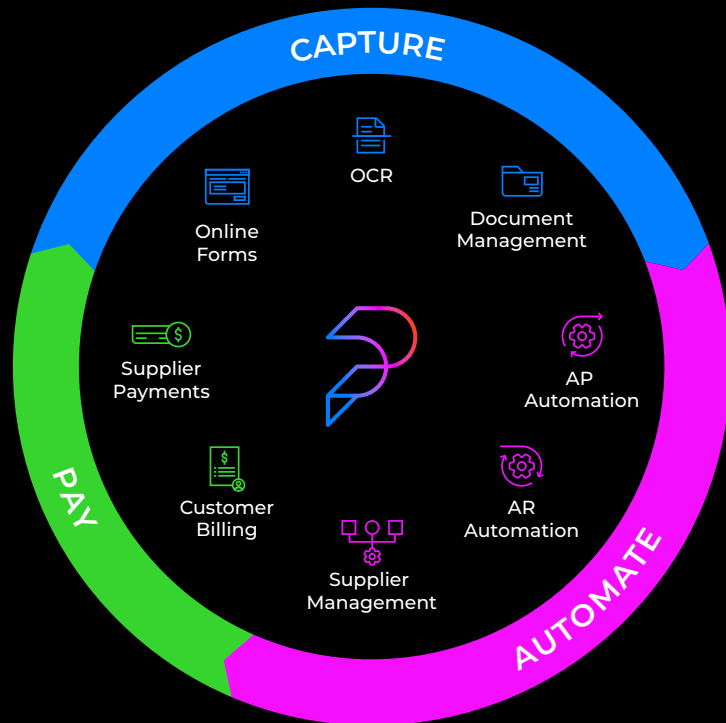 CAPTURE
OCR
Online
Forms
Document
Management
Supplier
Payments
AP
Automation
Customer
Billing
AR
Automation
Supplier
Management
PAY
AUTOMATE